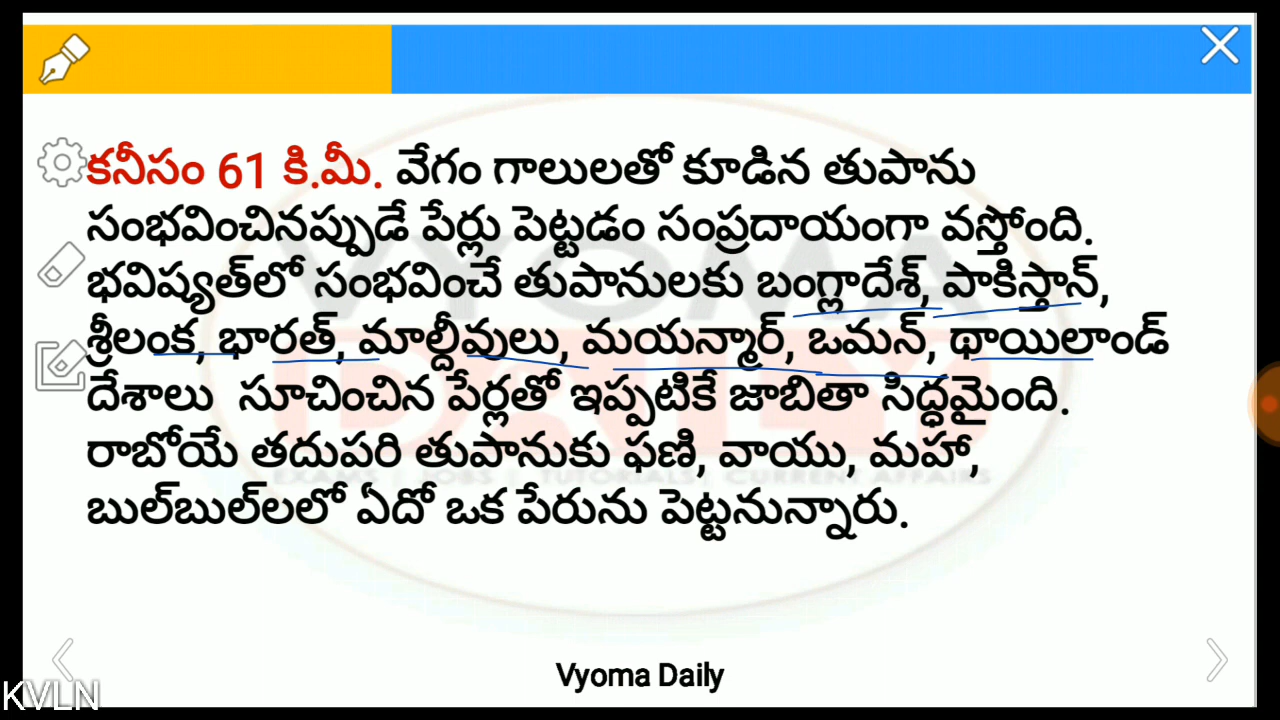 కనీసం 61 కి.మీ. వేగం గాలులతో కూడిన తుపాను
సంభవించినప్పుడే పేర్లు పెట్టడం సంప్రదాయంగా వస్తోంది.
భవిష్యత్‌లో సంభవించే తుపానులకు బంగ్లాదేశ్, పాకిస్తాన్,
శ్రీలంక, భారత్, మాల్దీవులు, మయన్మార్, ఒమన్, థాయిలాండ్
దేశాలు సూచించిన పేర్లతో ఇప్పటికే జాబితా సిద్ధమైంది.
రాబోయే తదుపరి తుపానుకు ఫణి, వాయు, మహా,
బుల్‌బుల్‌లలో ఏదో ఒక పేరును పెట్టనున్నారు.
Vyoma Daily
KVLN